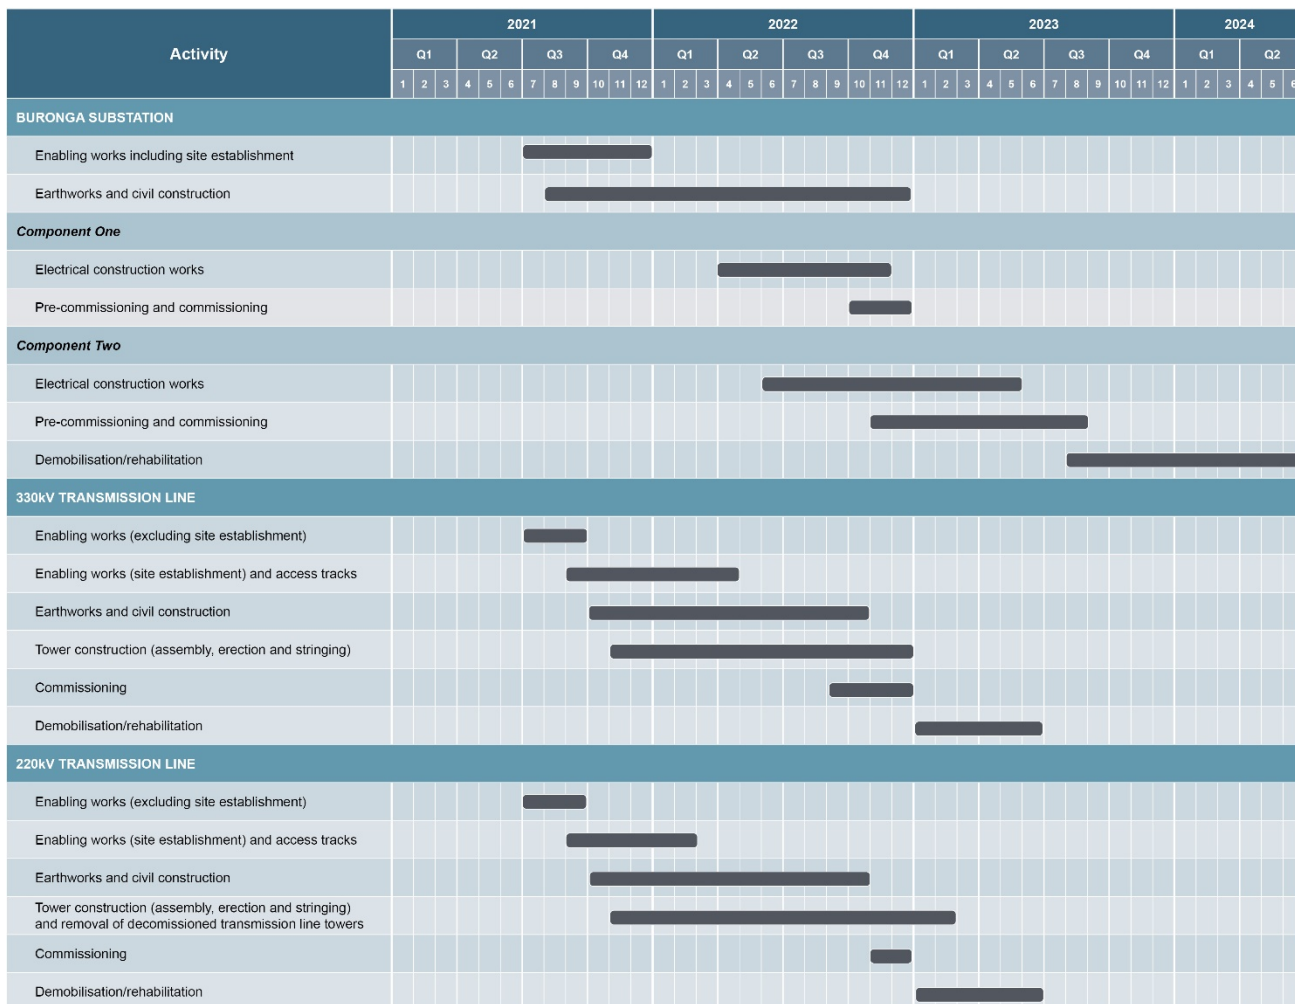 Activity
2021 2022 2023 2024
Q1 Q2 Q3 Q4 Q1 Q2 Q3 Q4 Q1 Q2 Q3 Q4 Q1 Q2
1 2 3 4 5 6 7 8 9 10 11 12 1 2 3 4 5 6 7 8 9 10 11 12 1 2 3 4 5 6 7 8 9 10 11 12 1 2 3 4 5 6
BURONGA SUBSTATION
Enabling works including site establishment
Earthworks and civil construction
Component One
Electrical construction works
Pre-commissioning and commissioning
Component Two
Electrical construction works
Pre-commissioning and commissioning
Demobilisation/rehabilitation
330kV TRANSMISSION LINE
Enabling works (excluding site establishment)
Enabling works (site establishment) and access tracks
Earthworks and civil construction
Tower construction (assembly, erection and stringing)
Commissioning
Demobilisation/rehabilitation
220kV TRANSMISSION LINE
Enabling works (excluding site establishment)
Enabling works (site establishment) and access tracks
Earthworks and civil construction
Tower construction (assembly, erection and stringing)
and removal of decomissioned transmission line towers
Commissioning
Demobilisation/rehabilitation